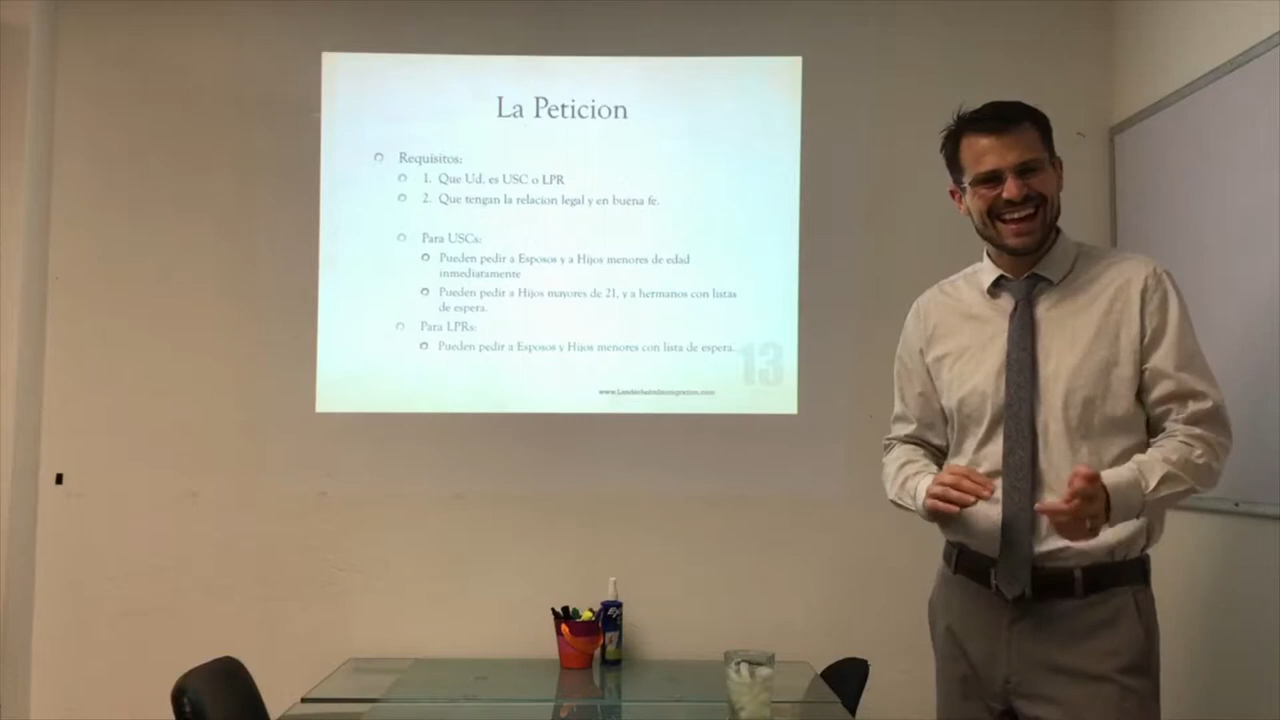 La Peticion
Requisitos:
1. Que Ud. es USC o LPR
2. Que tengan la relacion legal y en buena fe.
Para USCs:
Pueden pedir a Esposos y a Hijos menores de edad
inmediatamente
Pueden pedir a Hijos mayores de 21, y a hermanos con listas
de espera.
Para LPRs:
Pueden pedir a Esposos y Hijos menores con lista de espera.
13